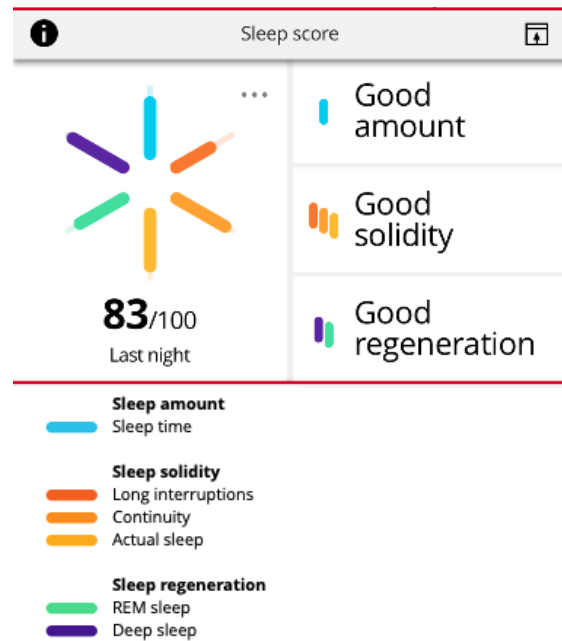 Sleep score
Good
amount
Good
solidity
Good
regeneration
83/100
Last night
Sleep amount
Sleep time
Sleep solidity
Long interruptions
Continuity
Actual sleep
Sleep regeneration
REM sleep
Deep sleep